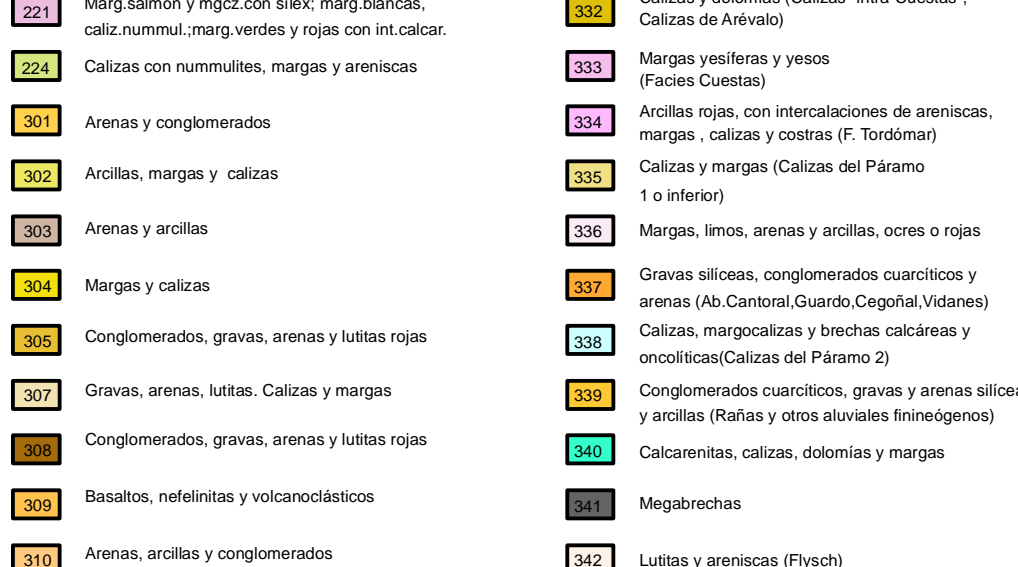 221 Marg.salmón y mgcz.con sílex; marg.blancas,
caliz.nummul.;marg.verdes y rojas con int.calcar.
224 Calizas con nummulites, margas y areniscas
301 Arenas y conglomerados
302 Arcillas, margas y calizas
303 Arenas y arcillas
304 Margas y calizas
305 Conglomerados, gravas, arenas y lutitas rojas
307 Gravas, arenas, lutitas. Calizas y margas
308 Conglomerados, gravas, arenas y lutitas rojas
309 Basaltos, nefelinitas y volcanoclásticos
310 Arenas, arcillas y conglomerados
332 Calizas y dolomías (Calizas "Intra-Cuestas",
Calizas de Arévalo)
333 Margas yesíferas y yesos
(Facies Cuestas)
334 Arcillas rojas, con intercalaciones de areniscas,
margas , calizas y costras (F. Tordómar)
335 Calizas y margas (Calizas del Páramo
1 o inferior)
336 Margas, limos, arenas y arcillas, ocres o rojas
337 Gravas silíceas, conglomerados cuarcíticos y
arenas (Ab.Cantoral,Guardo,Cegoñal,Vidanes)
338 Calizas, margocalizas y brechas calcáreas y
oncolíticas(Calizas del Páramo 2)
339 Conglomerados cuarcíticos, gravas y arenas silícea
y arcillas (Rañas y otros aluviales finineógenos)
340 Calcarenitas, calizas, dolomías y margas
341 Megabrechas
342 Lutitas y areniscas (Flysch)